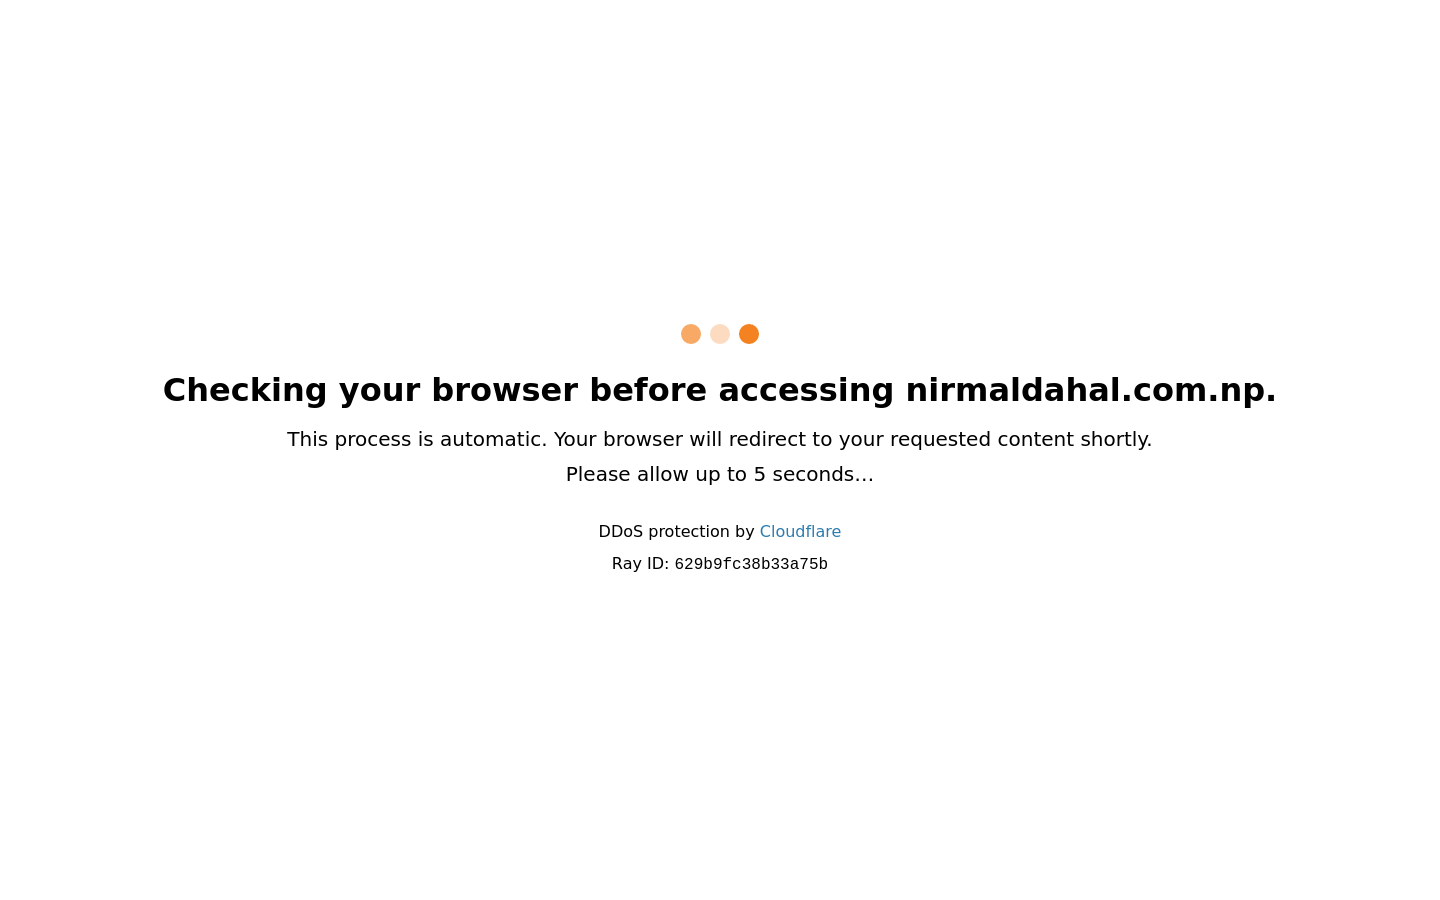 Checking your browser before accessing nirmaldahal.com.np.
This process is automatic. Your browser will redirect to your requested content shortly.
Please allow up to 5 seconds…
DDoS protection by Cloudflare
Ray ID: 629b9fc38b33a75b